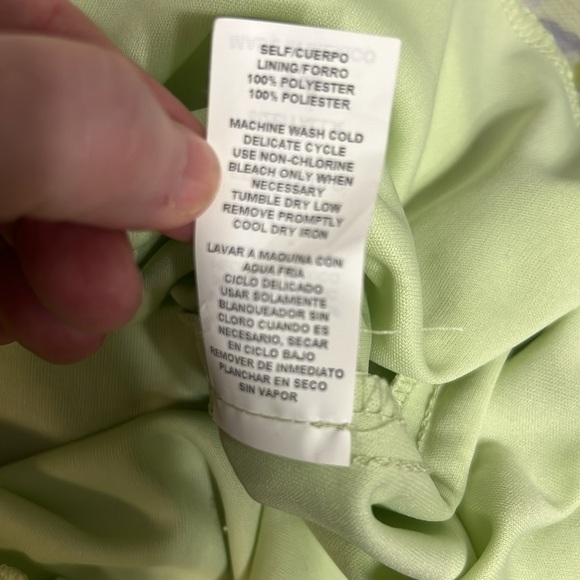 SELF/CUERPO
LINING/FORRO
100% POLYESTER
100% POLIESTER
MACHINE WASH COLD
DELICATE CYCLE
USE NON-CHLORINE
BLEACH ONLY WHEN
NECESSARY
TUMBLE DRY LOW
REMOVE PROMPTLY
COOL DRY IRON
LAVAR A MAQUINA CON
AGUA FRIA
CICLO DELICADO
USAR SOLAMENTE
BLANQUEADOR SIN
CLORO CUANDO ES
NECESARIO, SECAR
EN CICLO BAJO
REMOVER DE INMEDIATO
PLANCHAR EN SECO
SIN VAPOR